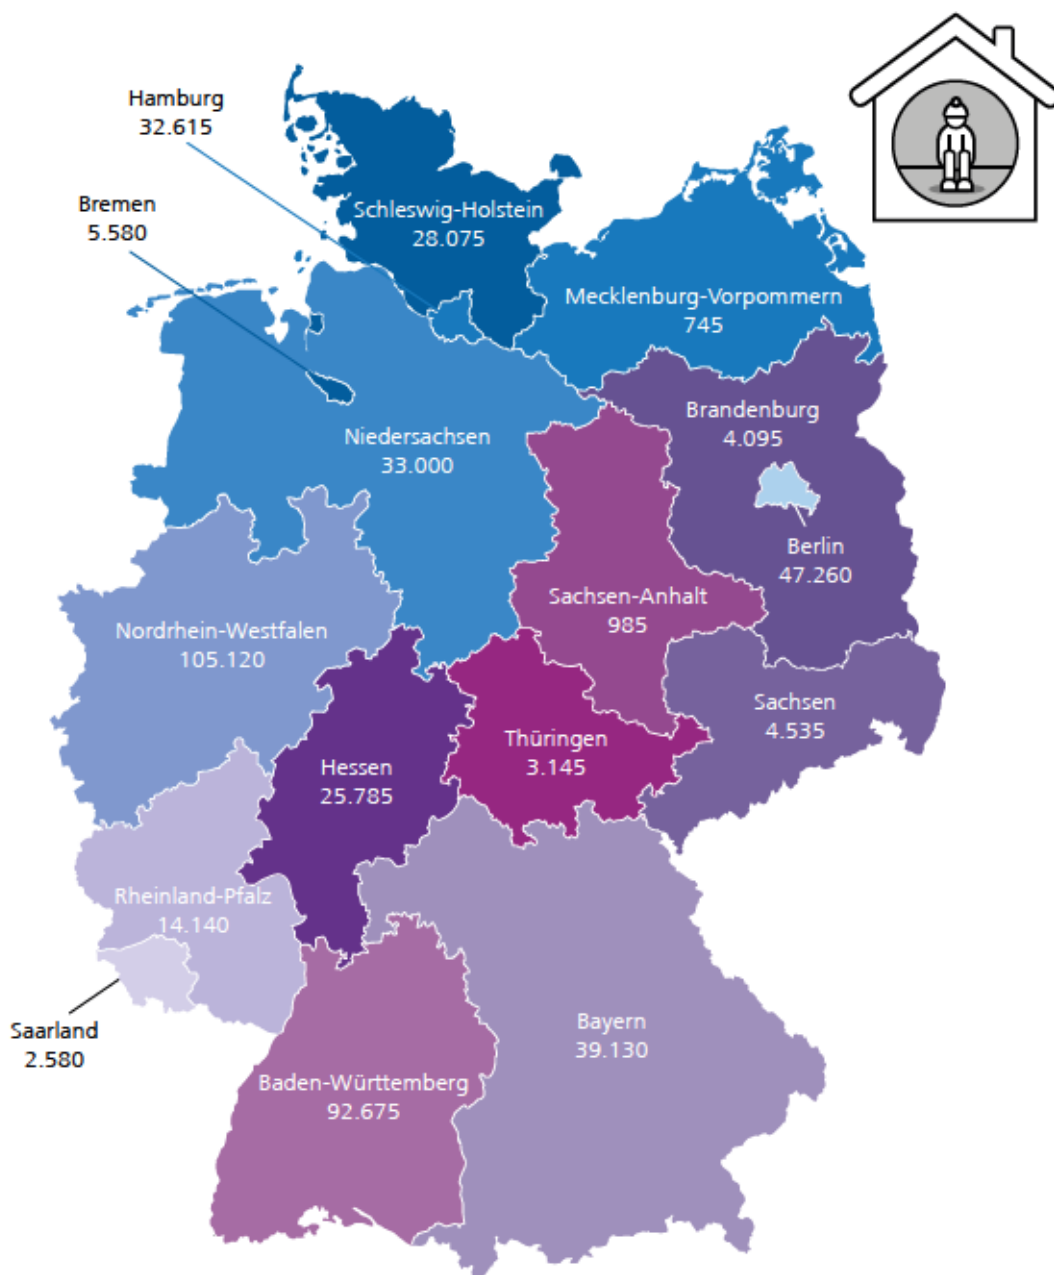 Hamburg
32.615
Bremen
5.580
Schleswig-Holstein
28.075
Mecklenburg-Vorpommern
745
Brandenburg
4.095
Niedersachsen
33.000
Berlin
47.260
Sachsen-Anhalt
985
Nordrhein-Westfalen
105.120
Sachsen
4.535
Thüringen
3.145
Hessen
25.785
Rheinland-Pfalz
14.140
Saarland
2.580
Bayern
39.130
Baden-Württemberg
92.675